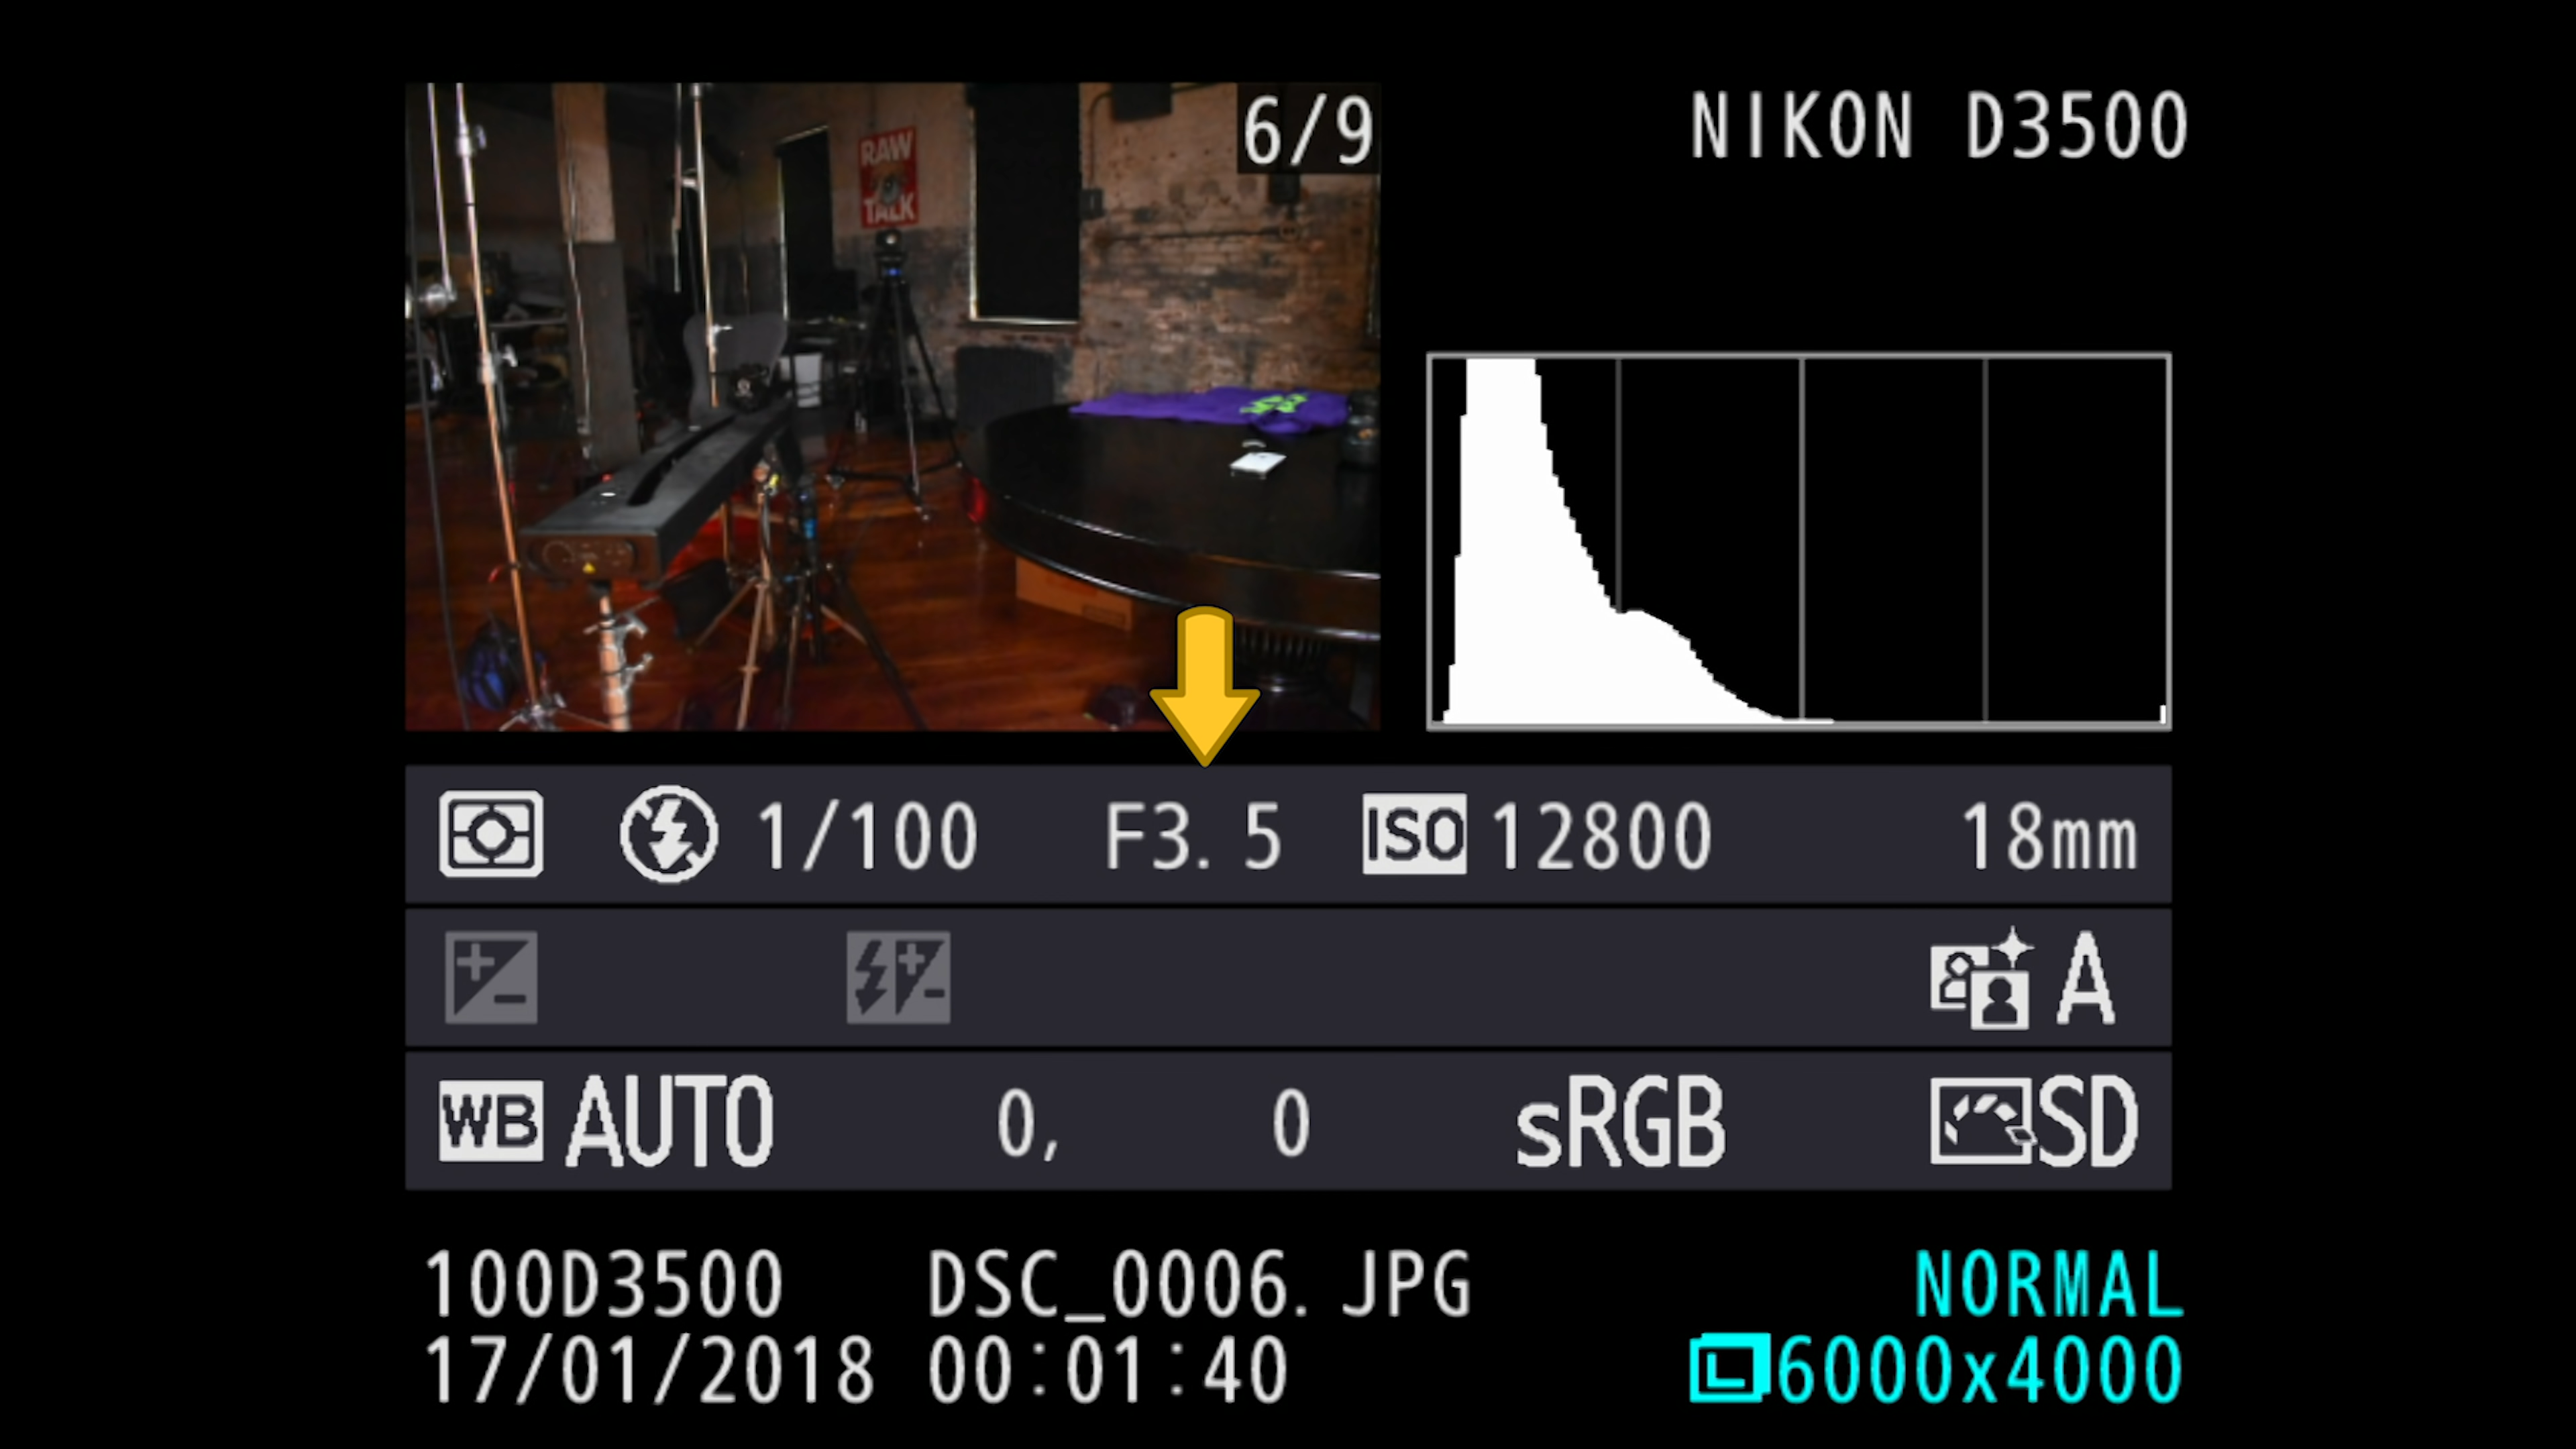 6/9
NIKON D3500
RAW
TALK
1/100 F3.5 ISO 12800 18mm
A
WB AUTO 0, 0 sRGB SD
100D3500 DSC_0006.JPG NORMAL
17/01/2018 00:01:40 L 6000x4000